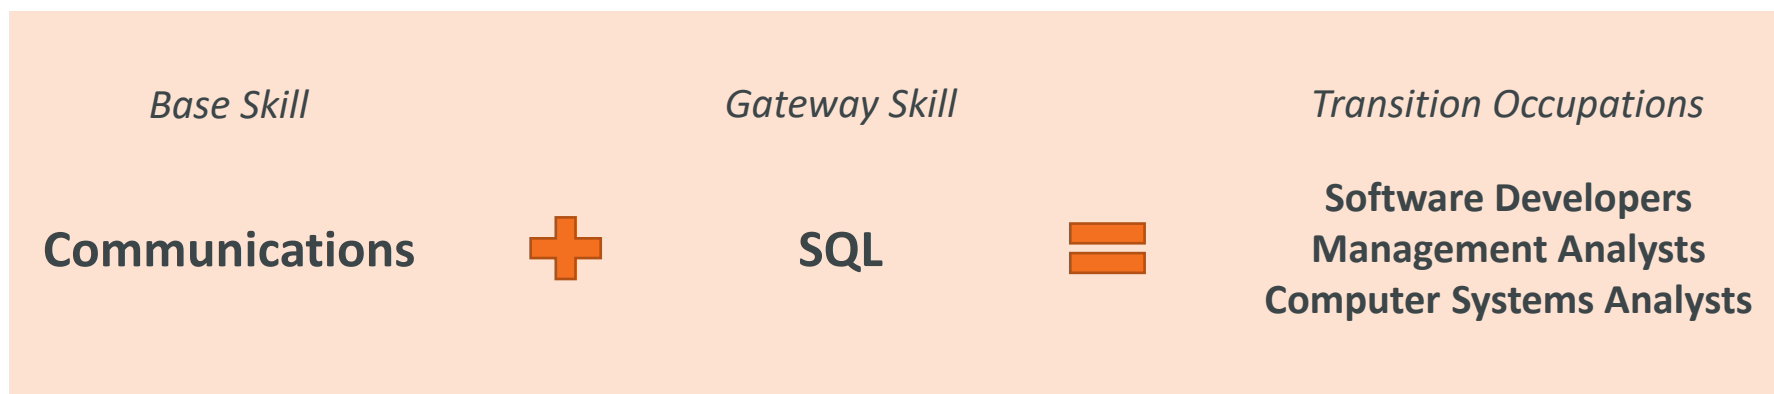 Base Skill
Gateway Skill
Transition Occupations
Communications
SQL
Software Developers
Management Analysts
Computer Systems Analysts